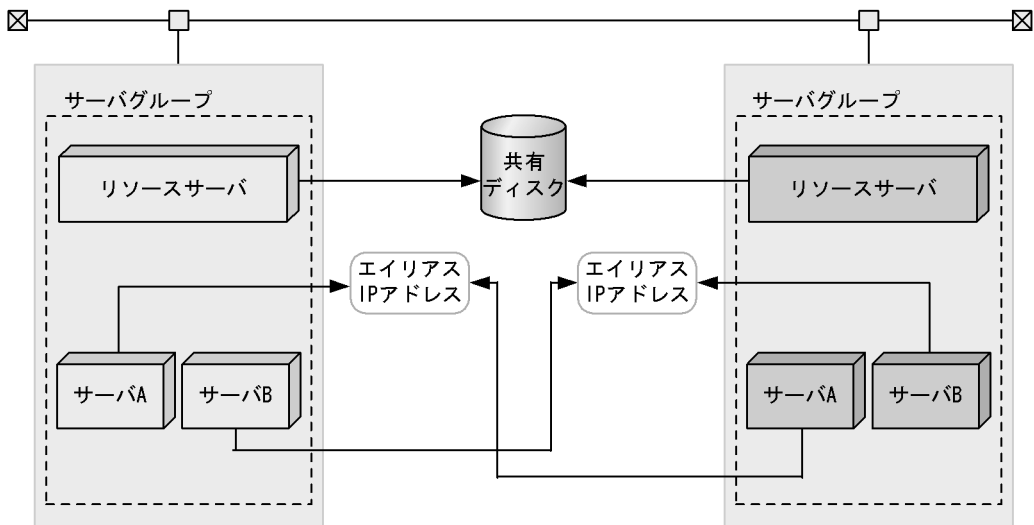 サーバグループ
リソースサーバ
サーバA
サーバB
共有
ディスク
エイリアス
IPアドレス
エイリアス
IPアドレス
サーバグループ
リソースサーバ
サーバA
サーバB